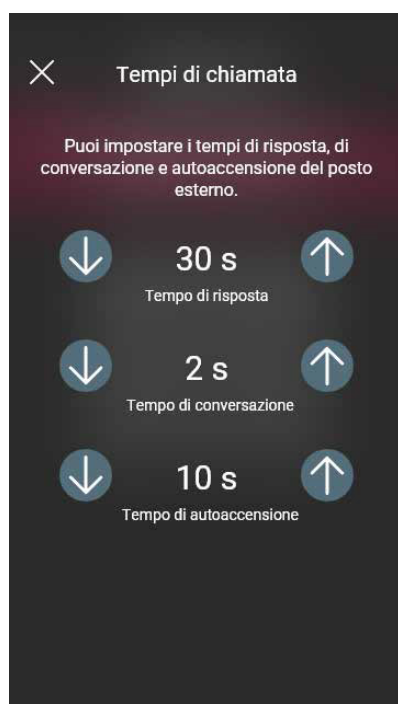 Tempi di chiamata
Puoi impostare i tempi di risposta, di
conversazione e autoaccensione del posto
esterno.
30 s
Tempo di risposta
2 s
Tempo di conversazione
10 s
Tempo di autoaccensione